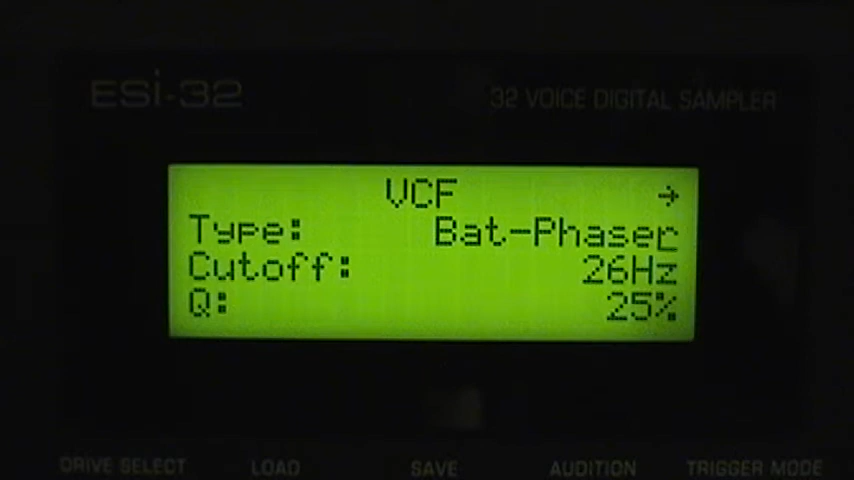 ESi-32 32 VOICE DIGITAL SAMPLER
VCF →
Type: Bat-Phaser
Cutoff: 26Hz
Q: 25%
DRIVE SELECT LOAD SAVE AUDITION TRIGGER MODE